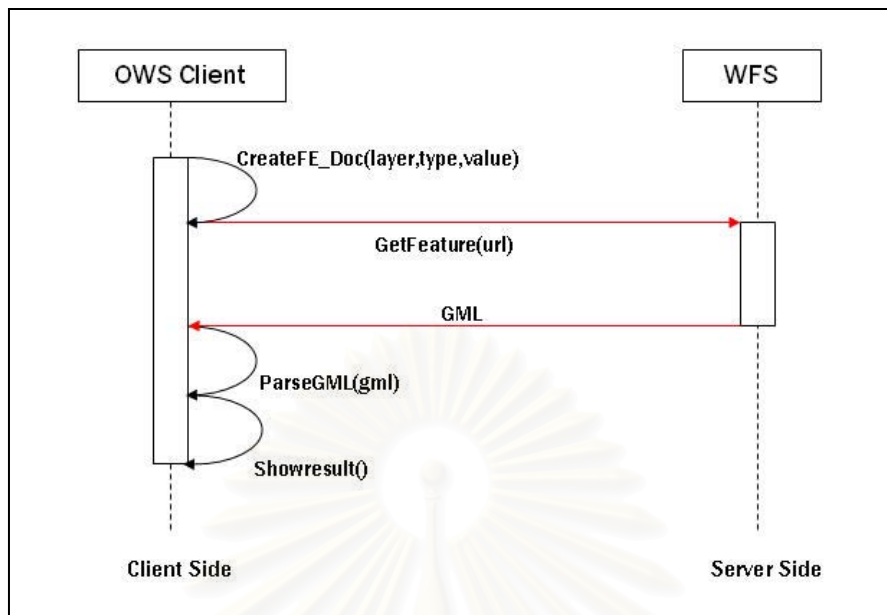 OWS Client
WFS
CreateFE_Doc(layer,type,value)
GetFeature(url)
GML
ParseGML(gml)
Showresult()
Client Side
Server Side